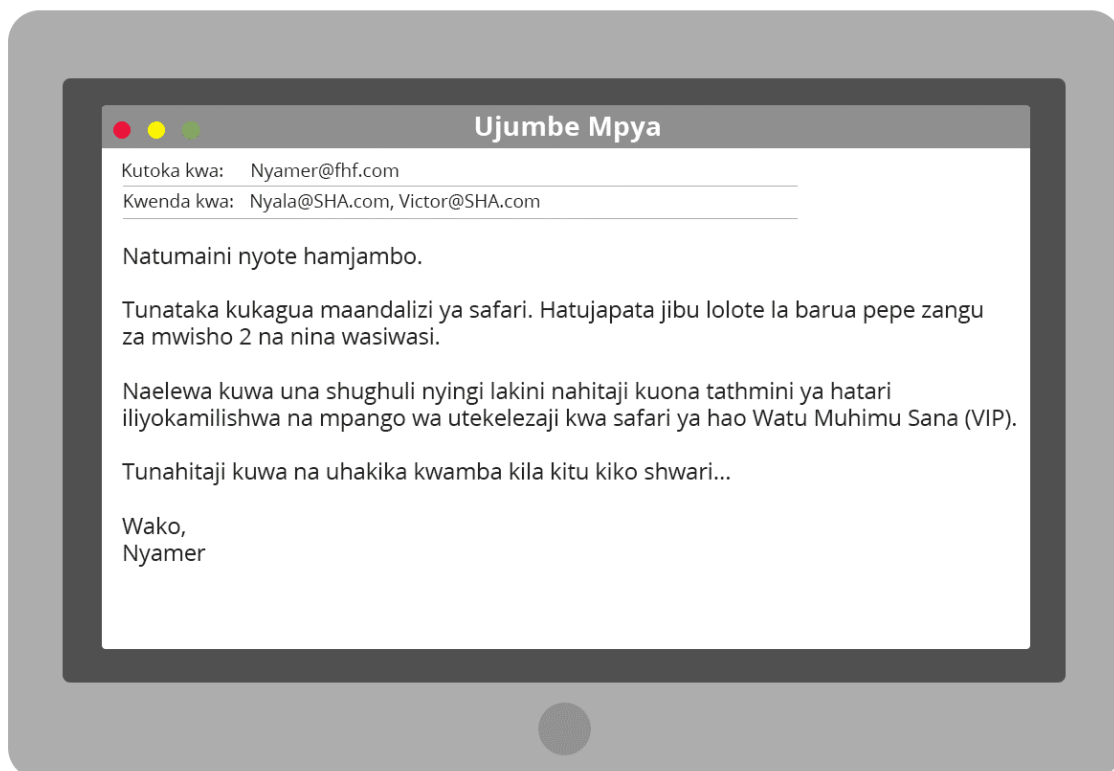 Ujumbe Mpya
Kutoka kwa: Nyamer@fhf.com
Kwenda kwa: Nyala@SHA.com, Victor@SHA.com
Natumaini nyote hamjambo.
Tunataka kukagua maandalizi ya safari. Hatujapata jibu lolote la barua pepe zangu
za mwisho 2 na nina wasiwasi.
Naelewa kuwa una shughuli nyingi lakini nahitaji kuona tathmini ya hatari
iliyokamilishwa na mpango wa utekelezaji kwa safari ya hao Watu Muhimu Sana (VIP).
Tunahitaji kuwa na uhakika kwamba kila kitu kiko shwari...
Wako,
Nyamer